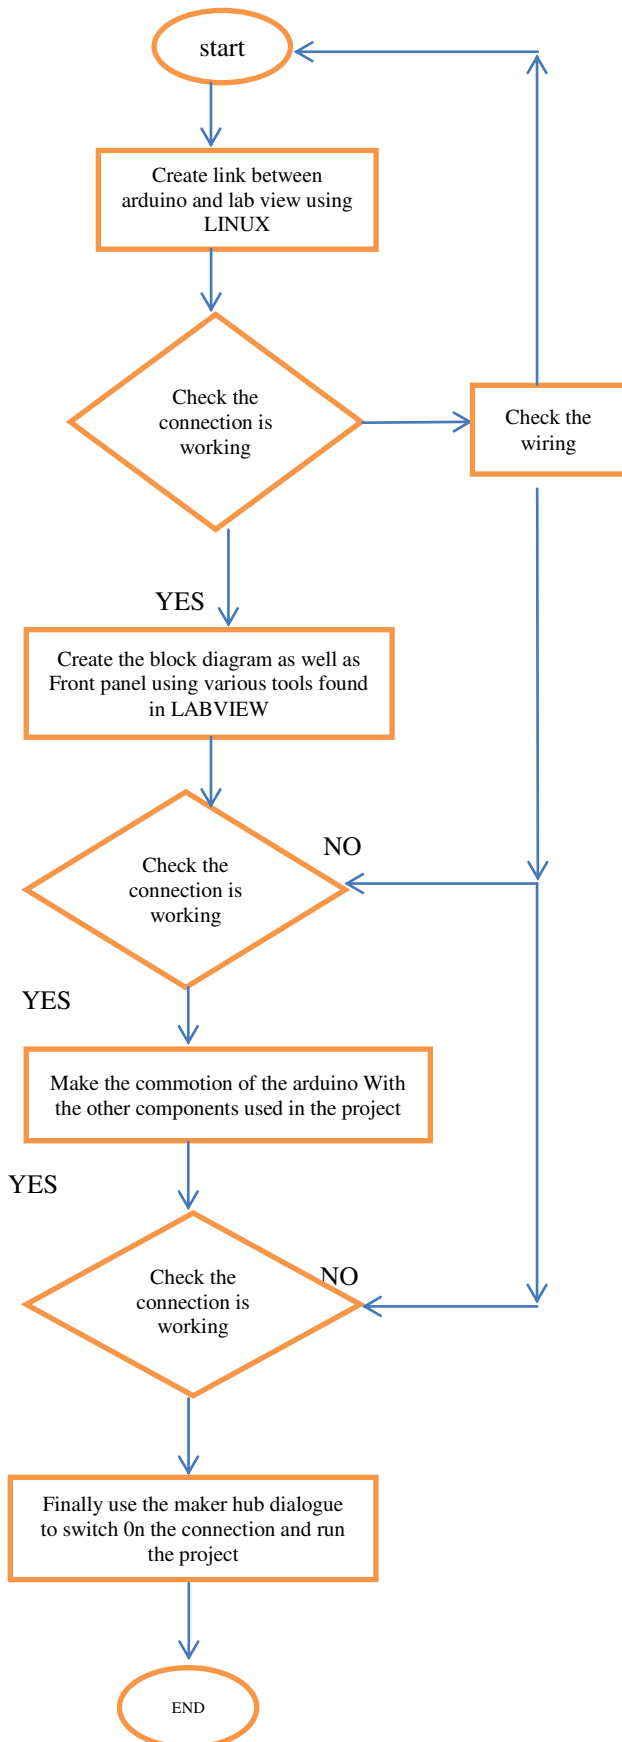 start
Create link between
arduino and lab view using
LINUX
Check the
connection is
working
Check the
wiring
YES
Create the block diagram as well as
Front panel using various tools found
in LABVIEW
NO
Check the
connection is
working
YES
Make the commotion of the arduino With
the other components used in the project
YES
NO
Check the
connection is
working
Finally use the maker hub dialogue
to switch 0n the connection and run
the project
END